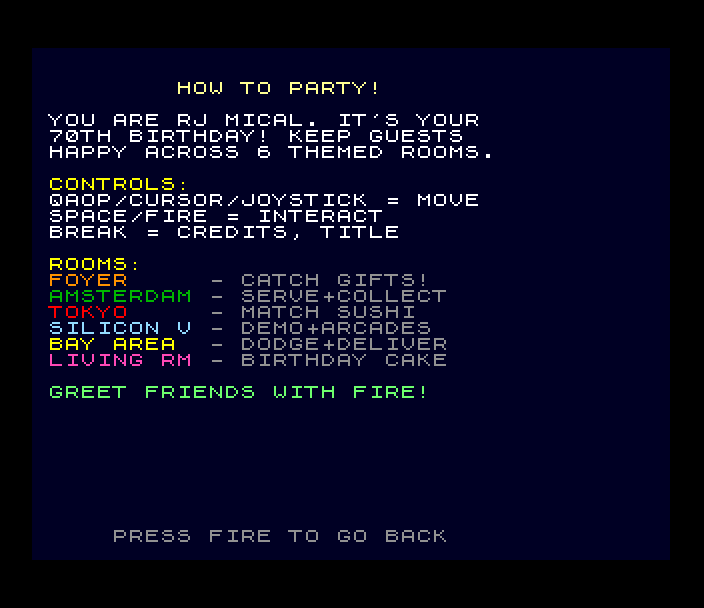 HOW TO PARTY!
YOU ARE RJ MICAL. IT'S YOUR
70TH BIRTHDAY! KEEP GUESTS
HAPPY ACROSS 6 THEMED ROOMS.
CONTROLS:
QAOP/CURSOR/JOYSTICK = MOVE
SPACE/FIRE = INTERACT
BREAK = CREDITS, TITLE
ROOMS:
FOYER - CATCH GIFTS!
AMSTERDAM - SERVE+COLLECT
TOKYO - MATCH SUSHI
SILICON V - DEMO+ARCADES
BAY AREA - DODGE+DELIVER
LIVING RM - BIRTHDAY CAKE
GREET FRIENDS WITH FIRE!
PRESS FIRE TO GO BACK